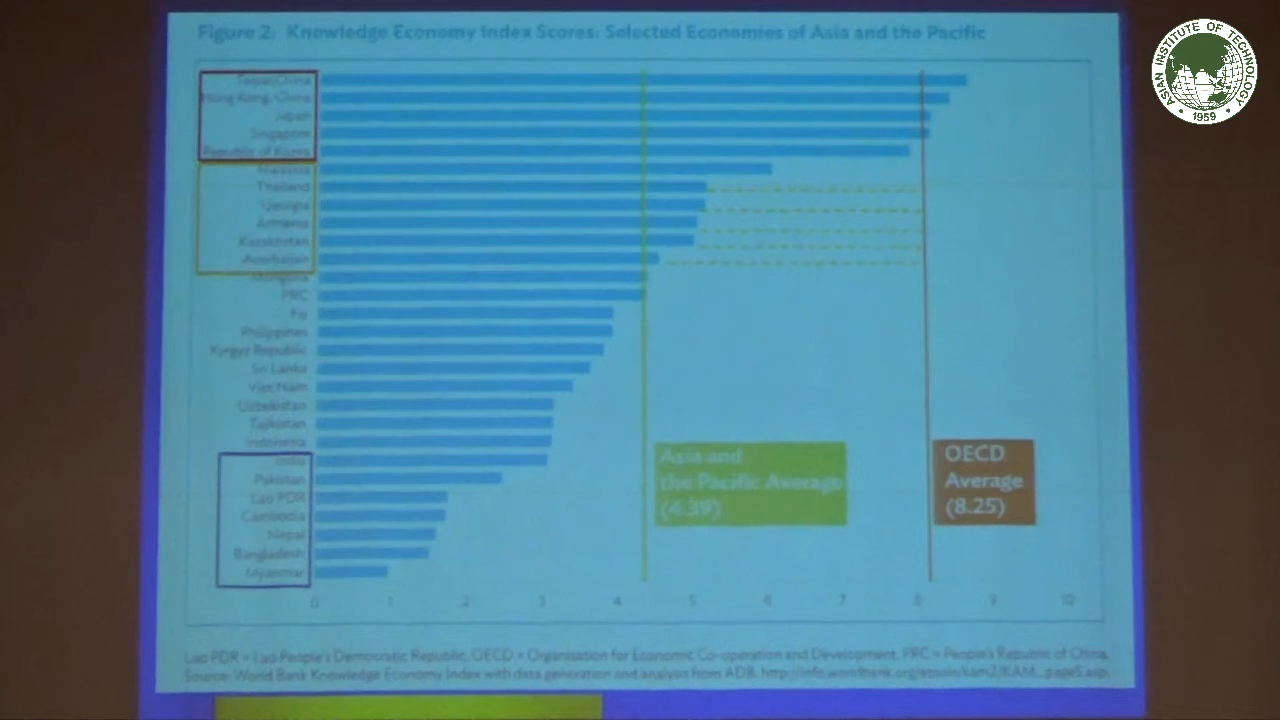 Figure 2: Knowledge Economy Index Scores: Selected Economies of Asia and the Pacific
Taipei,China
Hong Kong, China
Japan
Singapore
Republic of Korea
Malaysia
Thailand
Georgia
Armenia
Kazakhstan
Azerbaijan
Mongolia
PRC
Fiji
Philippines
Kyrgyz Republic
Sri Lanka
Viet Nam
Uzbekistan
Tajikistan
Indonesia
India
Pakistan
Lao PDR
Cambodia
Nepal
Bangladesh
Myanmar
Asia and
the Pacific Average
(4.39)
OECD
Average
(8.25)
0 1 2 3 4 5 6 7 8 9 10
Lao PDR = Lao People's Democratic Republic, OECD = Organisation for Economic Co-operation and Development, PRC = People's Republic of China.
Source: World Bank Knowledge Economy Index with data generation and analysis from ADB.
ASIAN INSTITUTE OF TECHNOLOGY
1959